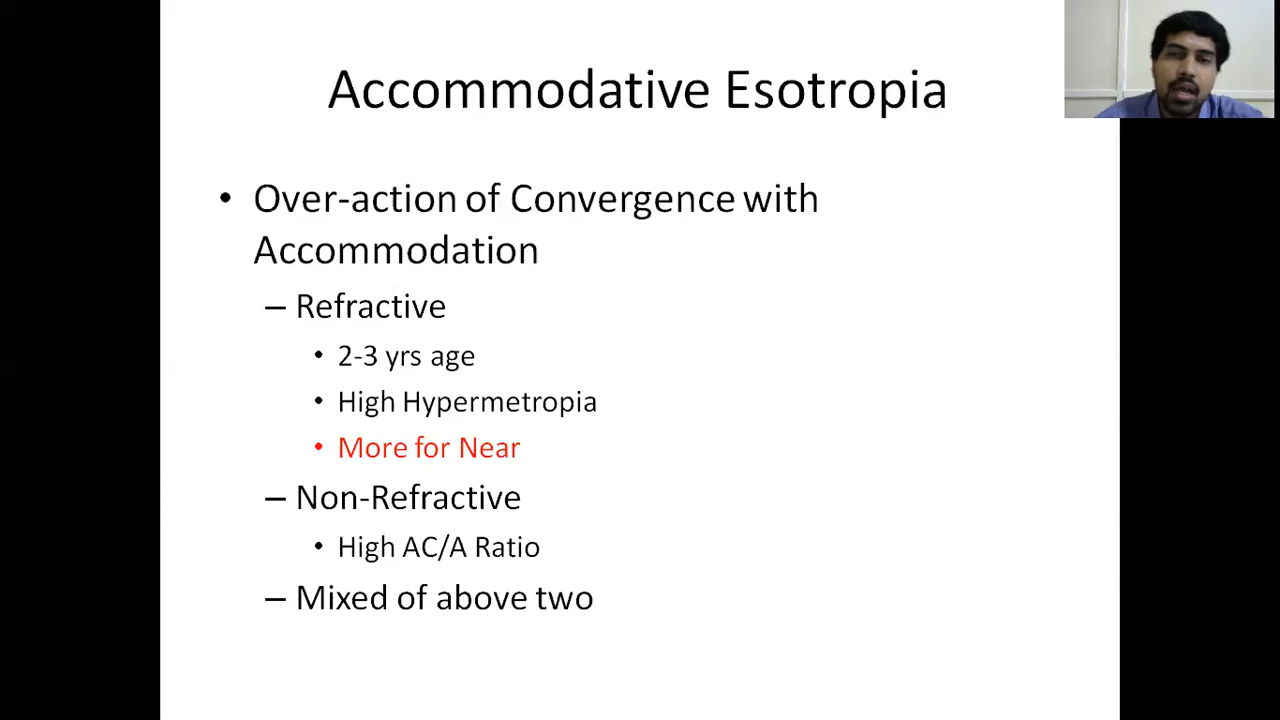 Accommodative Esotropia
• Over-action of Convergence with
Accommodation
– Refractive
• 2-3 yrs age
• High Hypermetropia
• More for Near
– Non-Refractive
• High AC/A Ratio
– Mixed of above two